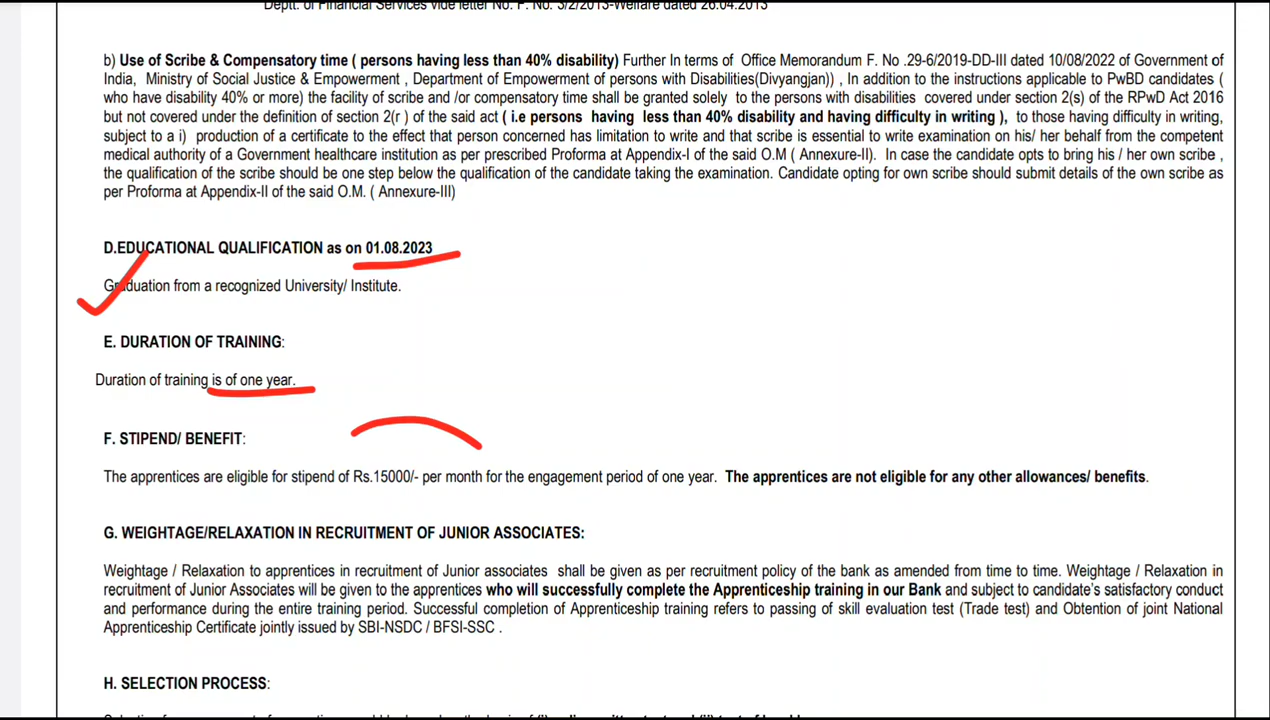 Deptt. of Financial Services vide letter No. F. No. 3/2/2013-Welfare dated 26.04.2013
b) Use of Scribe & Compensatory time ( persons having less than 40% disability) Further In terms of Office Memorandum F. No .29-6/2019-DD-III dated 10/08/2022 of Government of
India, Ministry of Social Justice & Empowerment , Department of Empowerment of persons with Disabilities(Divyangjan)) , In addition to the instructions applicable to PwBD candidates (
who have disability 40% or more) the facility of scribe and /or compensatory time shall be granted solely to the persons with disabilities covered under section 2(s) of the RPwD Act 2016
but not covered under the definition of section 2(r ) of the said act ( i.e persons having less than 40% disability and having difficulty in writing ), to those having difficulty in writing,
subject to a i) production of a certificate to the effect that person concerned has limitation to write and that scribe is essential to write examination on his/ her behalf from the competent
medical authority of a Government healthcare institution as per prescribed Proforma at Appendix-I of the said O.M ( Annexure-II). In case the candidate opts to bring his / her own scribe ,
the qualification of the scribe should be one step below the qualification of the candidate taking the examination. Candidate opting for own scribe should submit details of the own scribe as
per Proforma at Appendix-II of the said O.M. ( Annexure-III)
D.EDUCATIONAL QUALIFICATION as on 01.08.2023
Graduation from a recognized University/ Institute.
E. DURATION OF TRAINING:
Duration of training is of one year.
F. STIPEND/ BENEFIT:
The apprentices are eligible for stipend of Rs.15000/- per month for the engagement period of one year. The apprentices are not eligible for any other allowances/ benefits.
G. WEIGHTAGE/RELAXATION IN RECRUITMENT OF JUNIOR ASSOCIATES:
Weightage / Relaxation to apprentices in recruitment of Junior associates shall be given as per recruitment policy of the bank as amended from time to time. Weightage / Relaxation in
recruitment of Junior Associates will be given to the apprentices who will successfully complete the Apprenticeship training in our Bank and subject to candidate's satisfactory conduct
and performance during the entire training period. Successful completion of Apprenticeship training refers to passing of skill evaluation test (Trade test) and Obtention of joint National
Apprenticeship Certificate jointly issued by SBI-NSDC / BFSI-SSC .
H. SELECTION PROCESS: